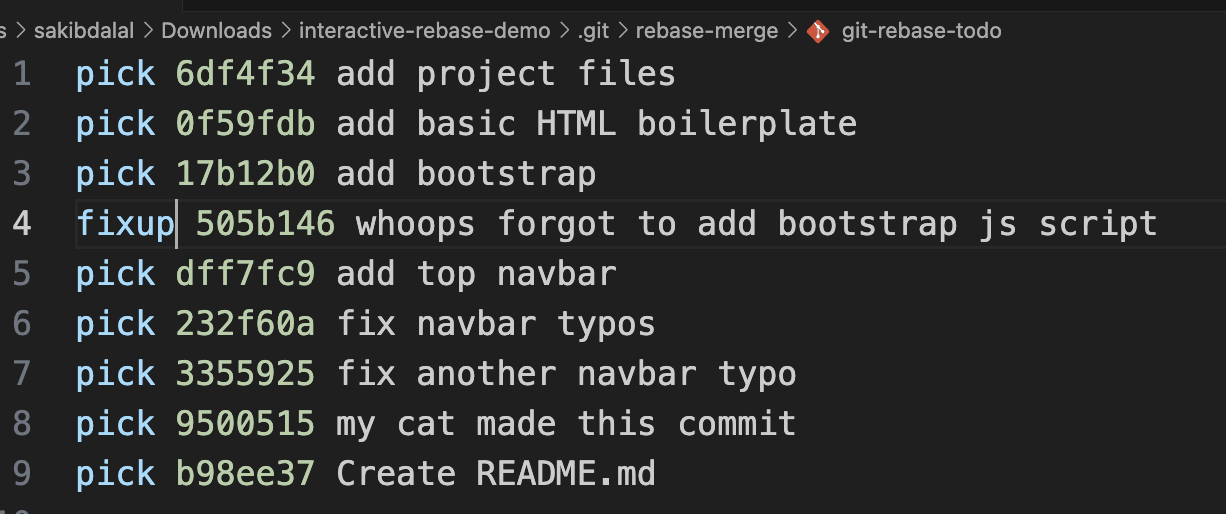 s > sakibdalal > Downloads > interactive-rebase-demo > .git > rebase-merge > git-rebase-todo
1 pick 6df4f34 add project files
2 pick 0f59fdb add basic HTML boilerplate
3 pick 17b12b0 add bootstrap
4 fixup 505b146 whoops forgot to add bootstrap js script
5 pick dff7fc9 add top navbar
6 pick 232f60a fix navbar typos
7 pick 3355925 fix another navbar typo
8 pick 9500515 my cat made this commit
9 pick b98ee37 Create README.md